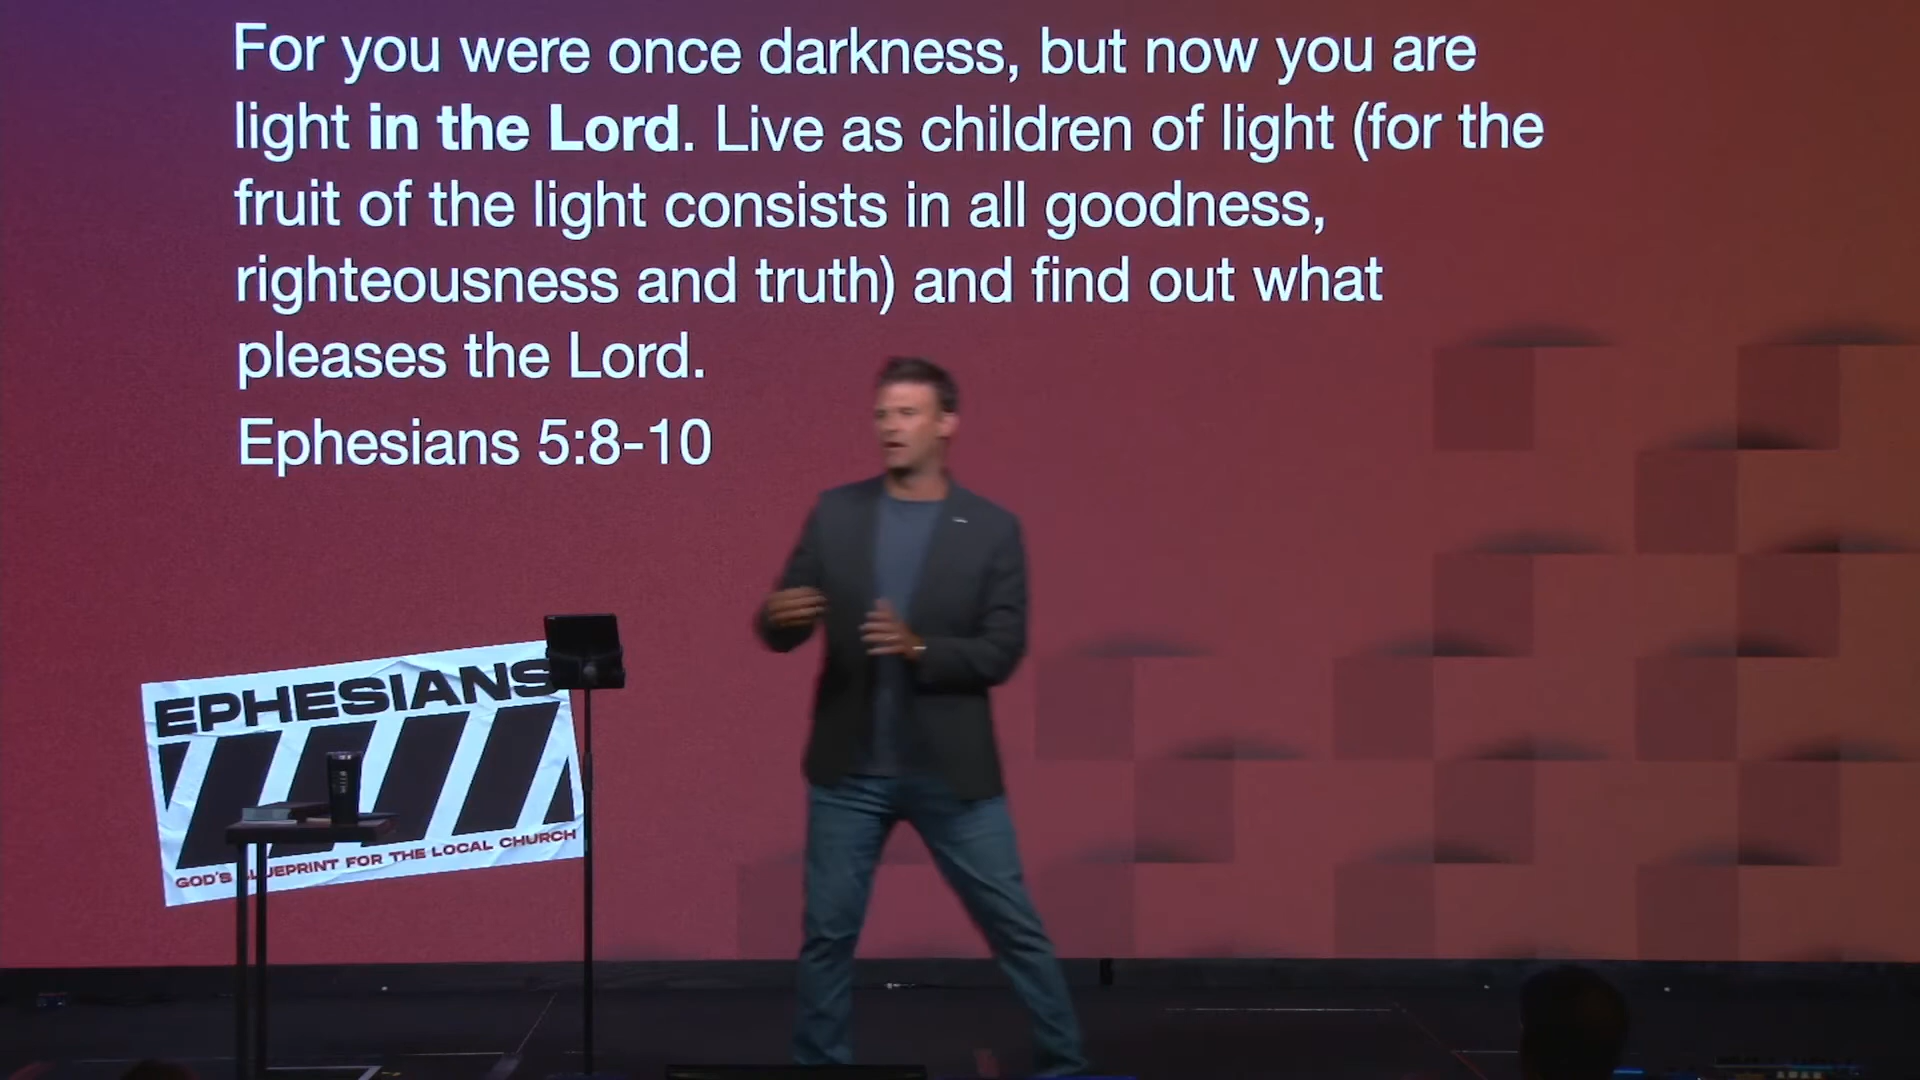 For you were once darkness, but now you are
light in the Lord. Live as children of light (for the
fruit of the light consists in all goodness,
righteousness and truth) and find out what
pleases the Lord.
Ephesians 5:8-10
EPHESIANS
GOD'S BLUEPRINT FOR THE LOCAL CHURCH